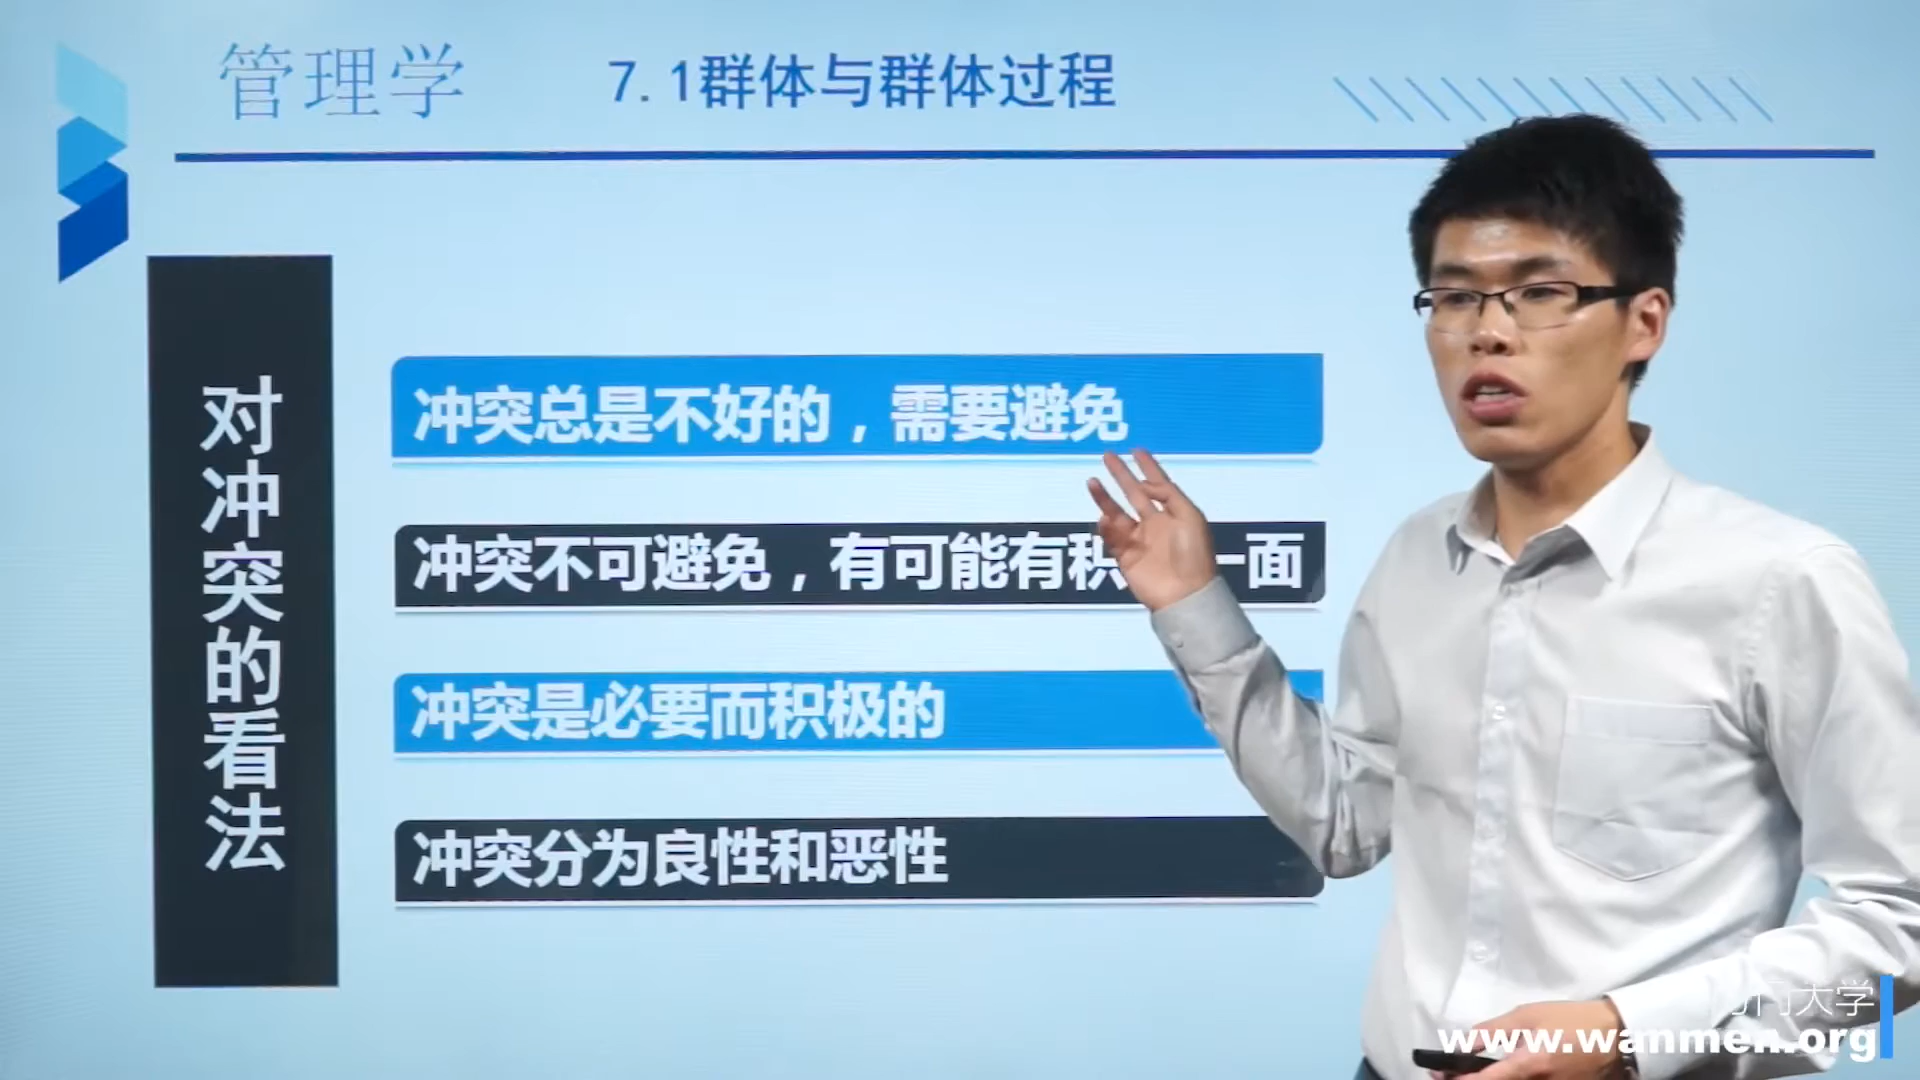 管理学
7.1群体与群体过程
对冲突的看法
冲突总是不好的，需要避免
冲突不可避免，有可能有积 一面
冲突是必要而积极的
冲突分为良性和恶性
门大学
www.wanmen.org